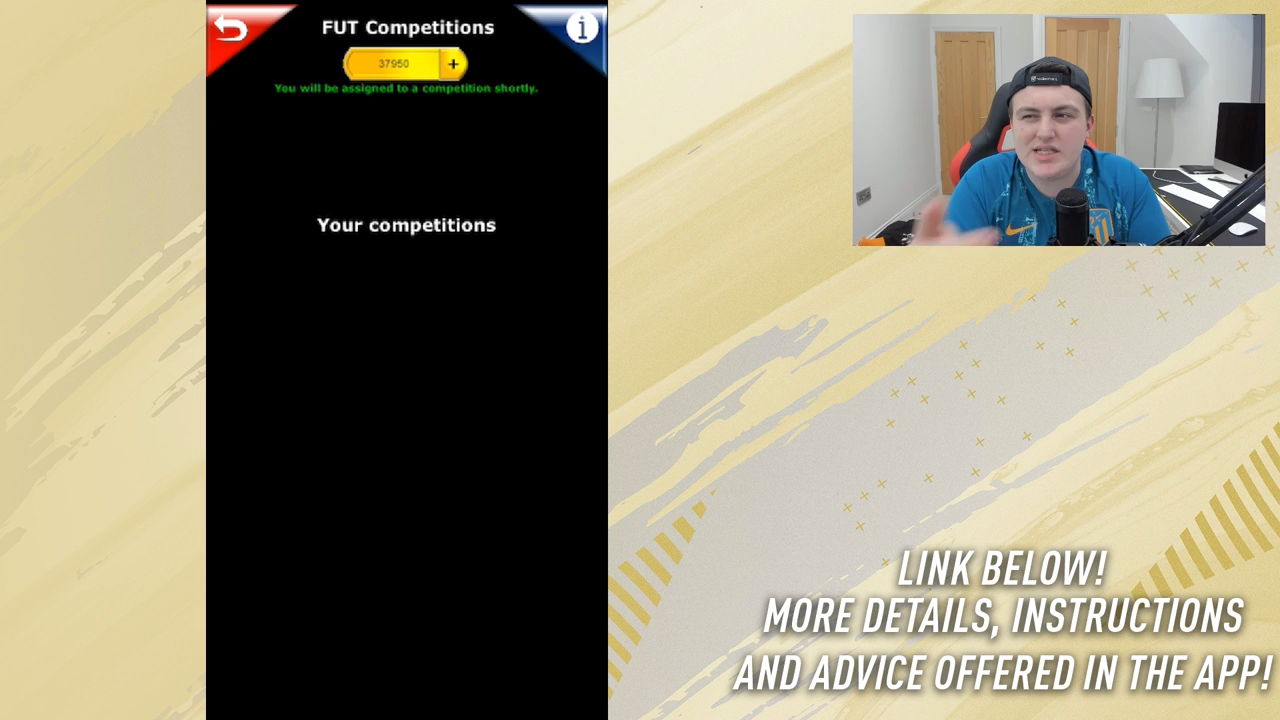 FUT Competitions
37950 +
You will be assigned to a competition shortly.
Your competitions
LINK BELOW!
MORE DETAILS, INSTRUCTIONS
AND ADVICE OFFERED IN THE APP!